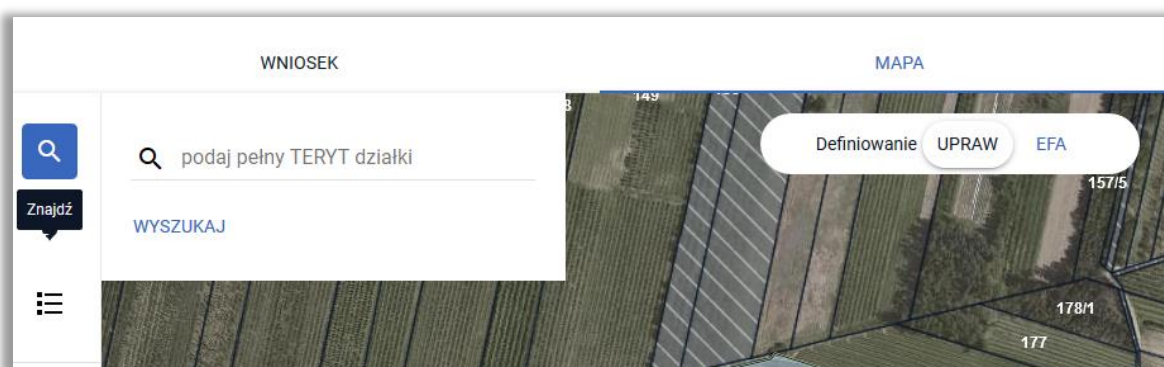 WNIOSEK
MAPA
149
Definiowanie UPRAW EFA
podaj pełny TERYT działki
157/5
Znajdź
WYSZUKAJ
178/1
177